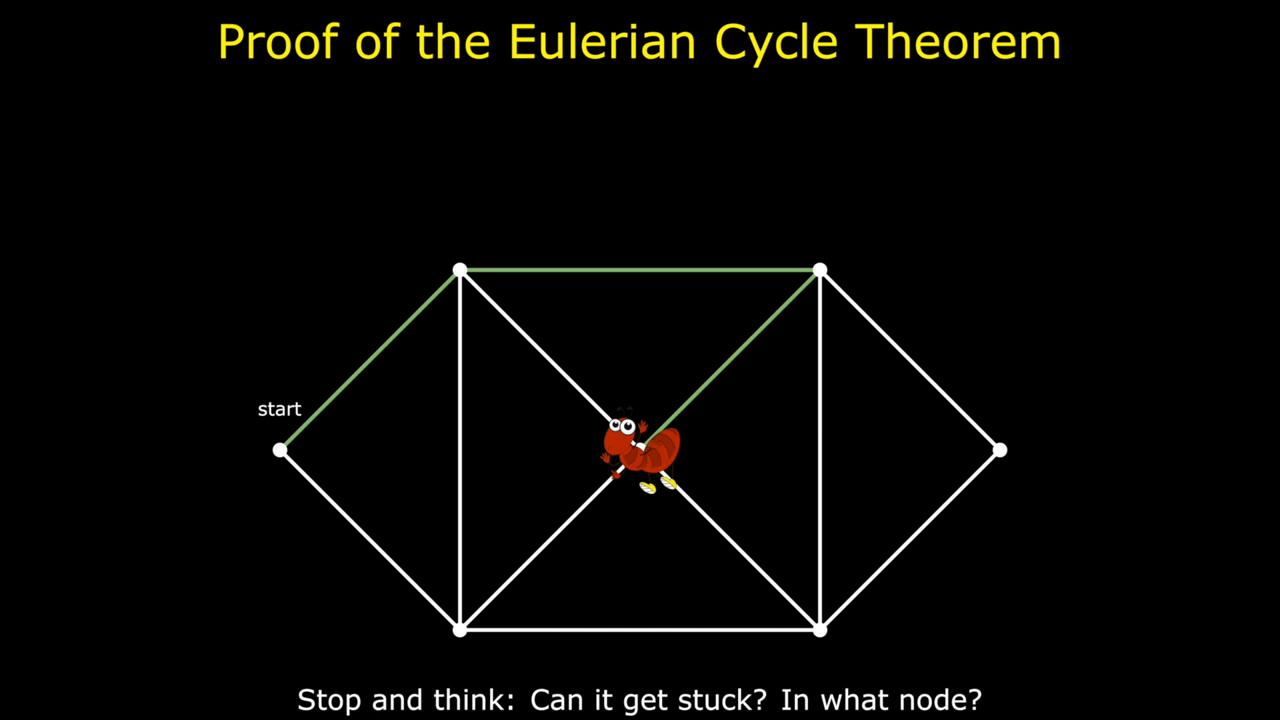 Proof of the Eulerian Cycle Theorem
start
Stop and think: Can it get stuck? In what node?